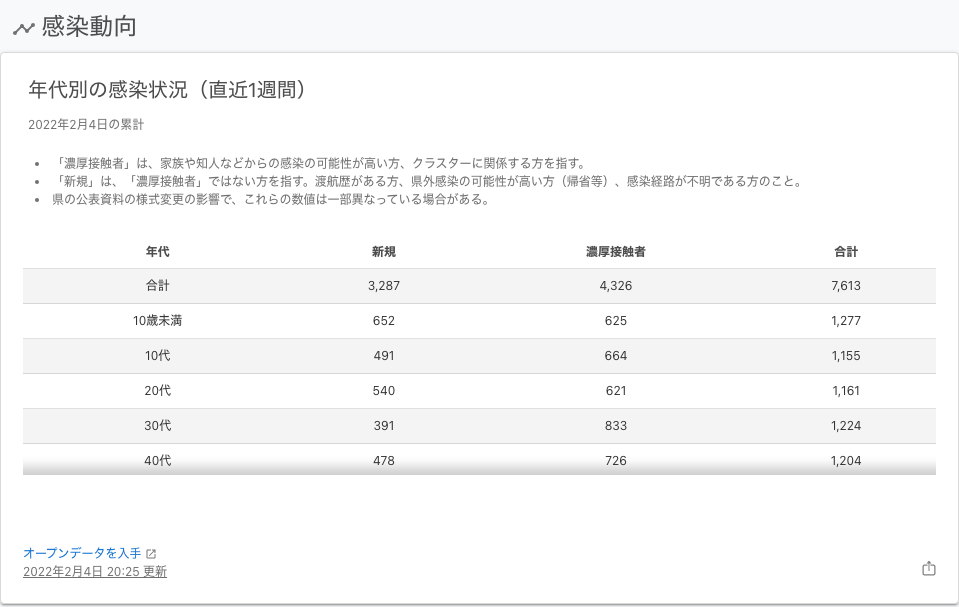 感染動向
年代別の感染状況（直近1週間）
2022年2月4日の累計
• 「濃厚接触者」は、家族や知人などからの感染の可能性が高い方、クラスターに関係する方を指す。
• 「新規」は、「濃厚接触者」ではない方を指す。渡航歴がある方、県外感染の可能性が高い方（帰省等）、感染経路が不明である方のこと。
• 県の公表資料の様式変更の影響で、これらの数値は一部異なっている場合がある。
年代 新規 濃厚接触者 合計
合計 3,287 4,326 7,613
10歳未満 652 625 1,277
10代 491 664 1,155
20代 540 621 1,161
30代 391 833 1,224
40代 478 726 1,204
オープンデータを入手
2022年2月4日 20:25 更新